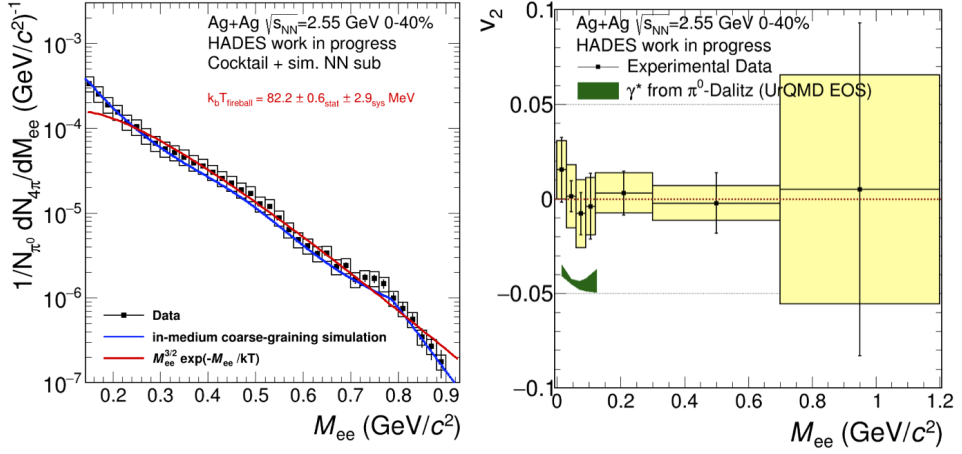 Ag+Ag √s_NN=2.55 GeV 0-40%
HADES work in progress
Cocktail + sim. NN sub
k_bT_fireball = 82.2 ± 0.6_stat ± 2.9_sys MeV
1/N_π⁰ dN_4π/dM_ee (GeV/c²)⁻¹
10⁻³
10⁻⁴
10⁻⁵
10⁻⁶
10⁻⁷
Data
in-medium coarse-graining simulation
M_ee^3/2 exp(-M_ee/kT)
0.2 0.3 0.4 0.5 0.6 0.7 0.8 0.9
M_ee (GeV/c²)
v₂
0.1
0.05
0
−0.05
−0.1
Ag+Ag √s_NN=2.55 GeV 0-40%
HADES work in progress
Experimental Data
γ* from π⁰-Dalitz (UrQMD EOS)
0 0.2 0.4 0.6 0.8 1 1.2
M_ee (GeV/c²)